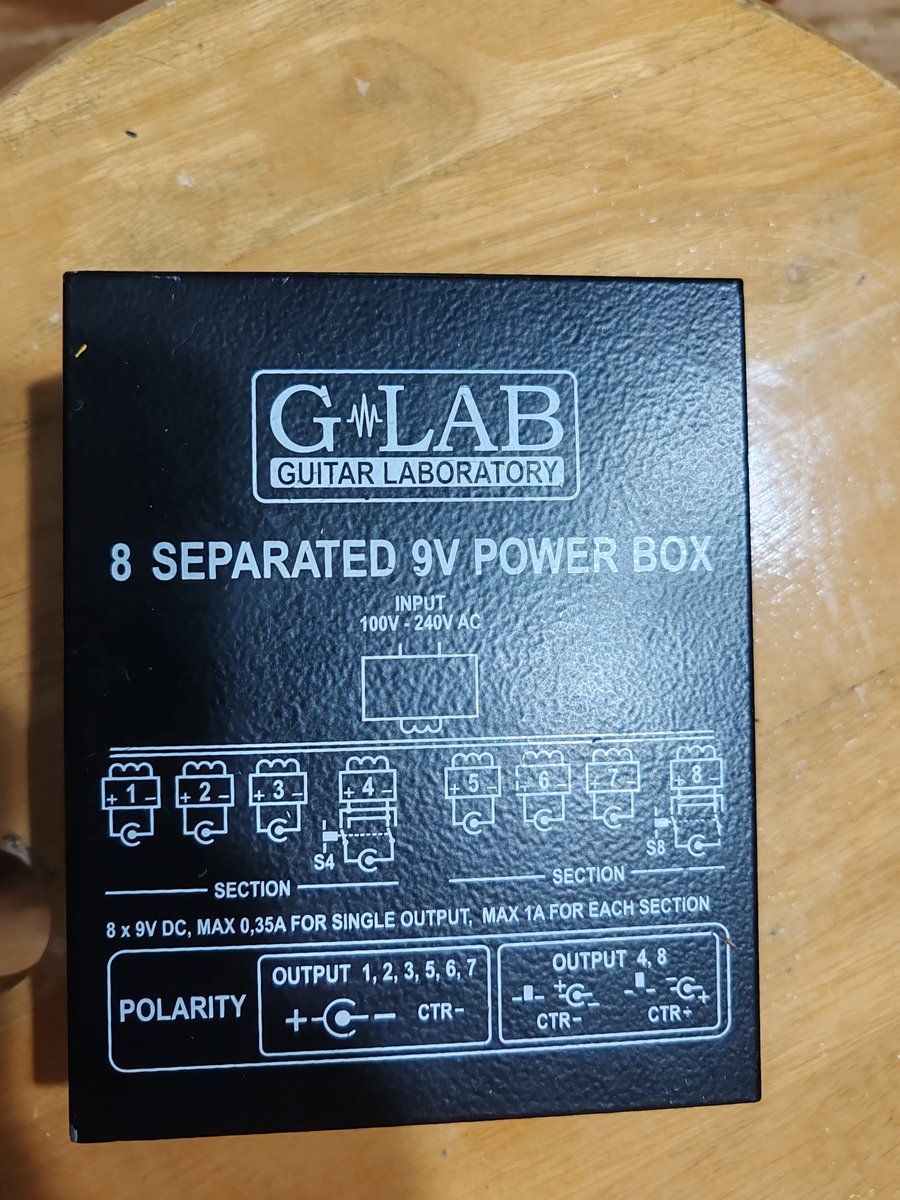 G LAB
GUITAR LABORATORY
8 SEPARATED 9V POWER BOX
INPUT
100V - 240V AC
+ 1 - + 2 - + 3 - + 4 - + 5 - + 6 - + 7 - + 8 -
S4 S8
SECTION SECTION
8 x 9V DC, MAX 0,35A FOR SINGLE OUTPUT, MAX 1A FOR EACH SECTION
POLARITY
OUTPUT 1, 2, 3, 5, 6, 7
+ - CTR-
OUTPUT 4, 8
+ - - +
CTR- CTR+